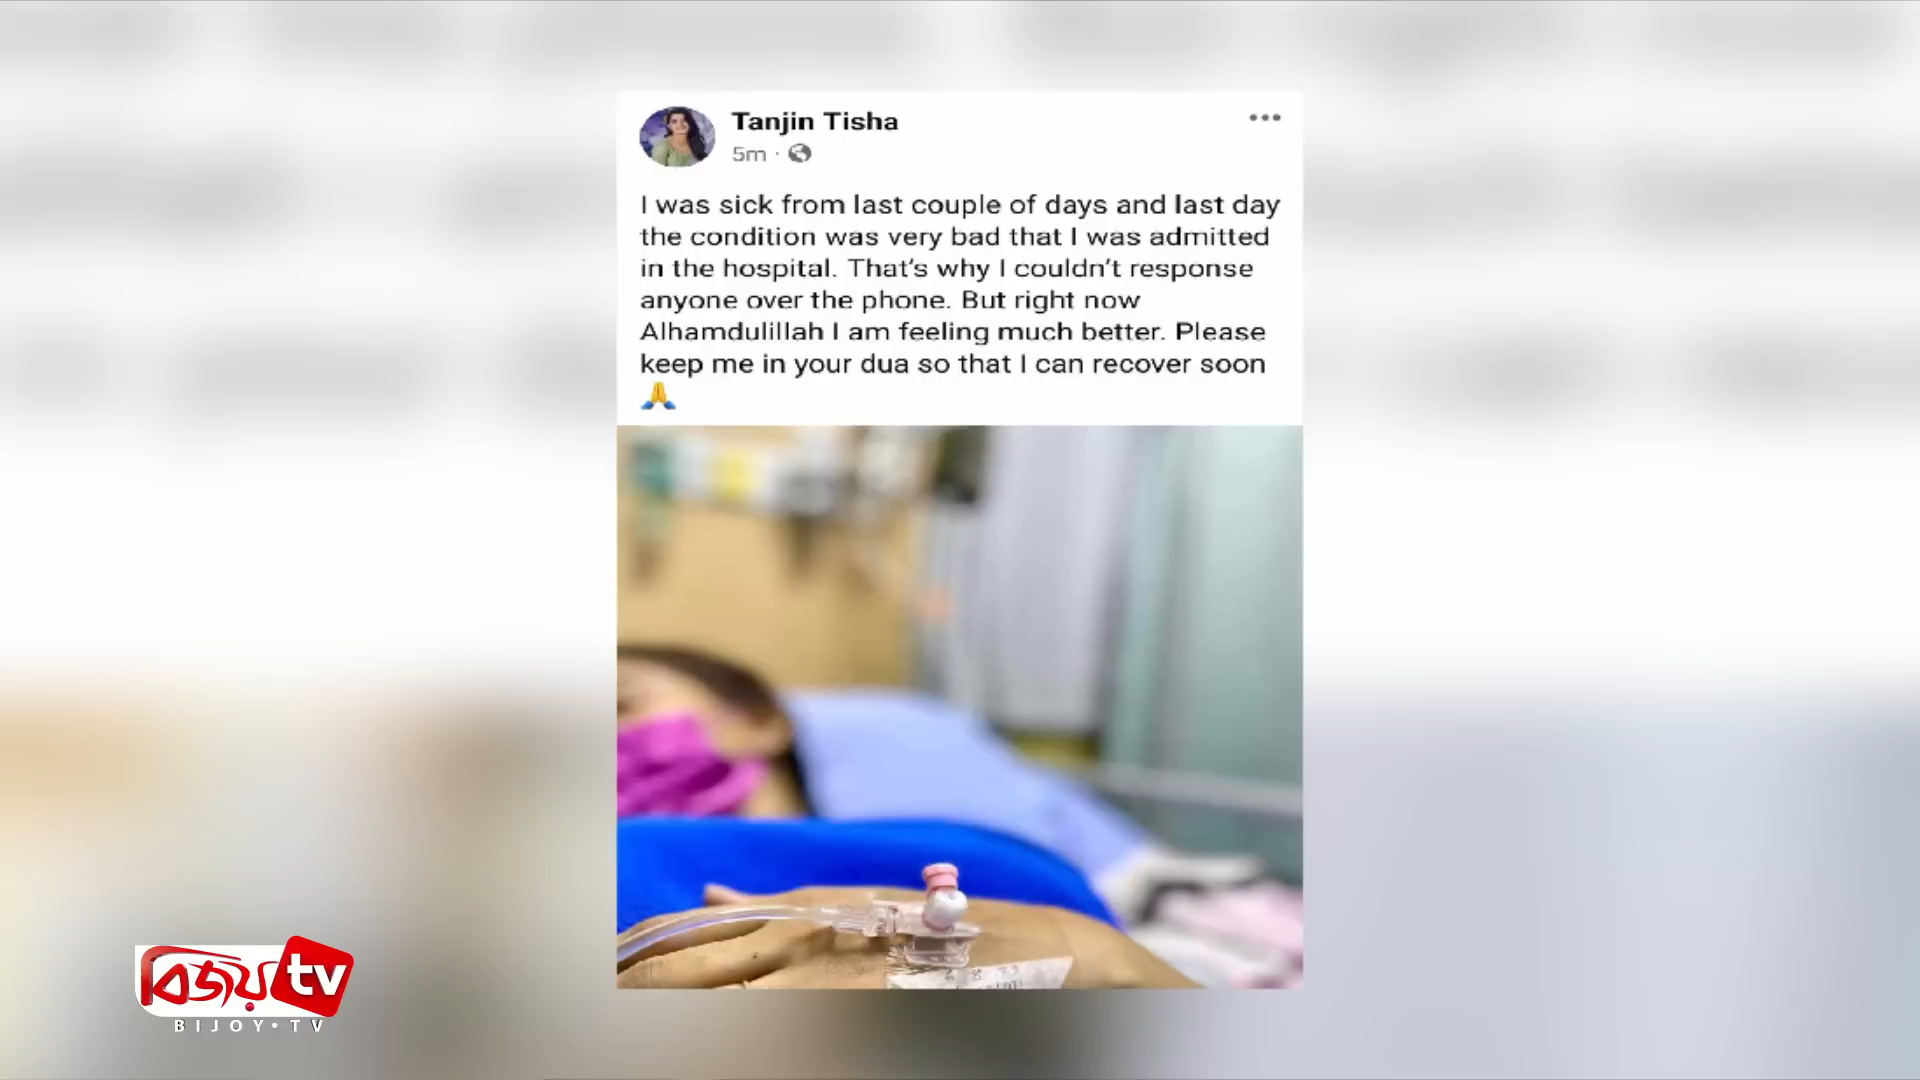 Tanjin Tisha
5m ·
I was sick from last couple of days and last day
the condition was very bad that I was admitted
in the hospital. That's why I couldn't response
anyone over the phone. But right now
Alhamdulillah I am feeling much better. Please
keep me in your dua so that I can recover soon
🙏
বিজয় tv
BIJOY•TV